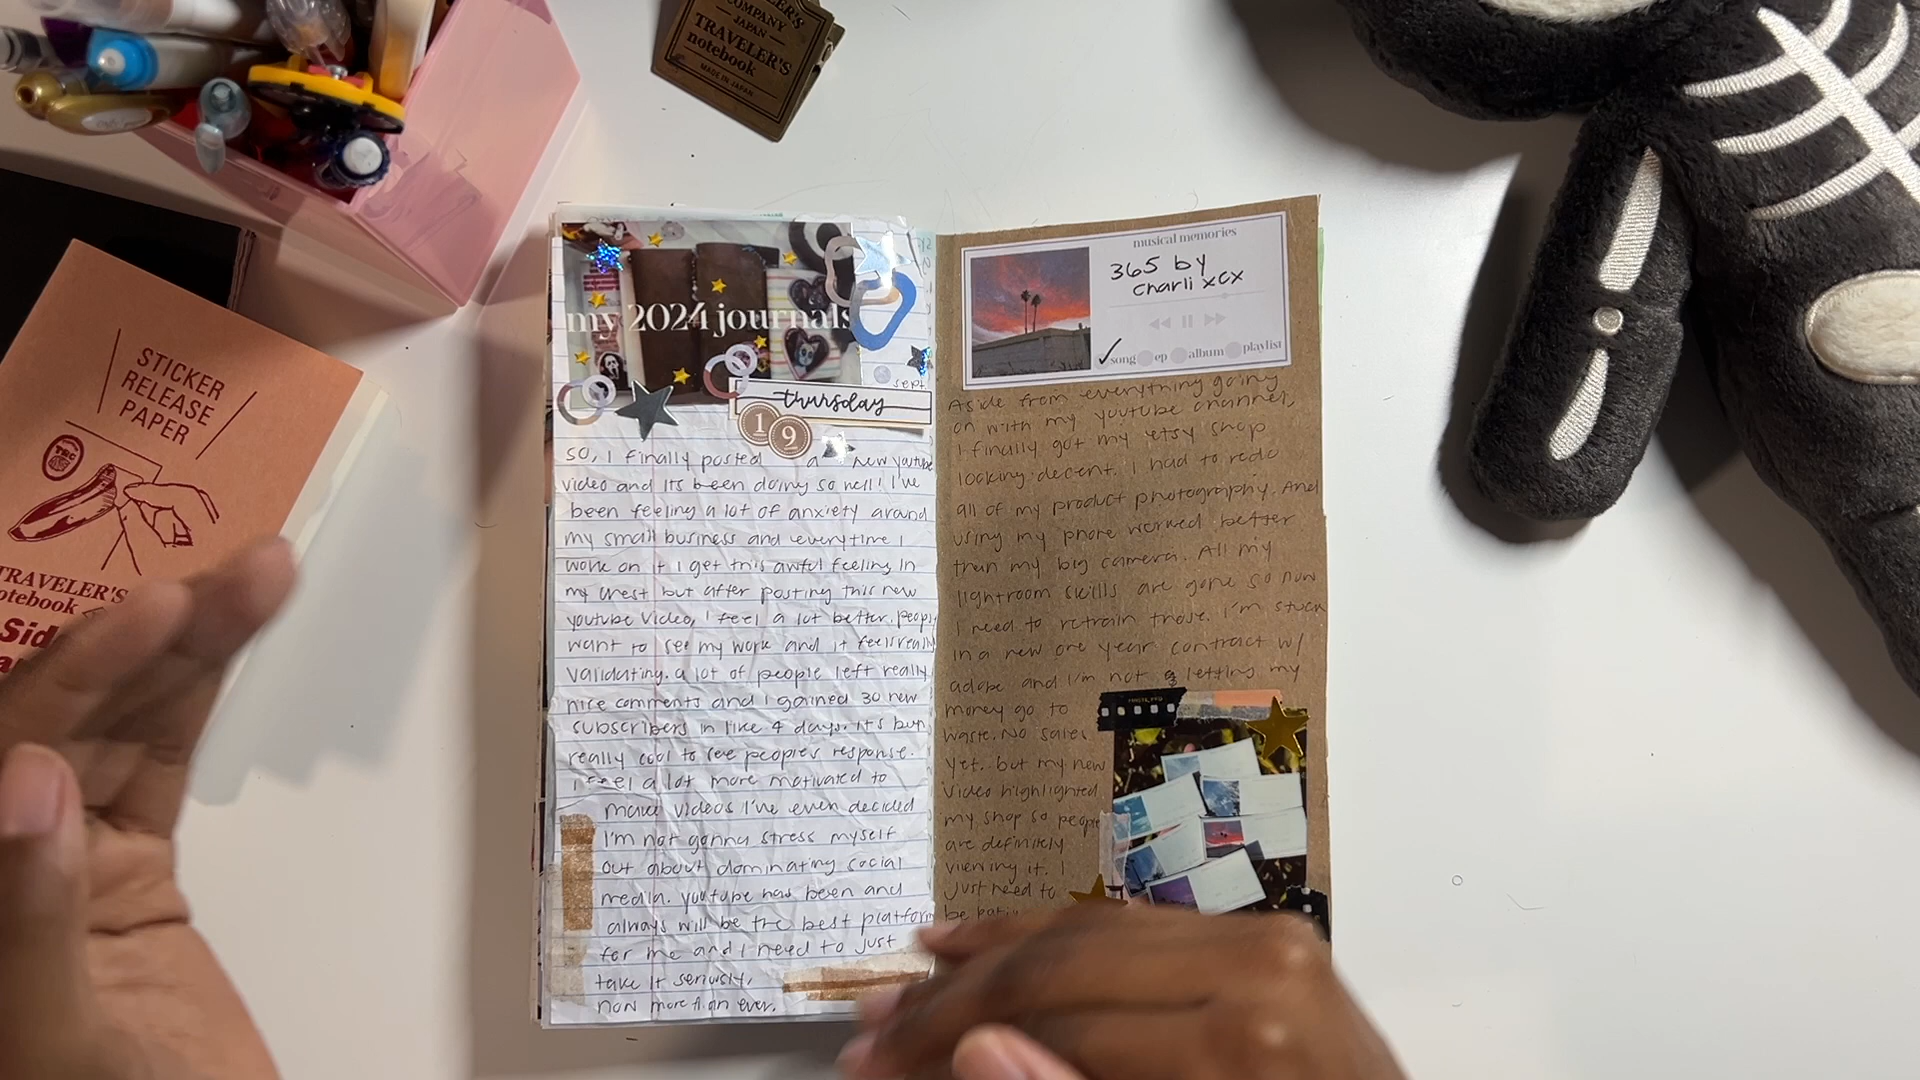 COMPANY
JAPAN
TRAVELER'S
notebook
MADE IN JAPAN
STICKER
RELEASE
PAPER
TRC
TRAVELER'S
notebook
my 2024 journals
sept.
thursday
19
So, I finally posted a new youtube
video and its been doing so well! I've
been feeling a lot of anxiety around
my small business and everytime I
work on it I get this awful feeling in
my chest but after posting this new
youtube video, I feel a lot better. people
want to see my work and it feels really
validating. a lot of people left really
nice comments and I gained 30 new
subscribers in like 4 days. It's been
really cool to see people's response.
I feel a lot more motivated to
make videos I've even decided
I'm not gonna stress myself
out about dominating social
media. youtube has been and
always will be the best platform
for me and I need to just
take it seriously,
now more than ever.
musical memories
365 by
charli xcx
song ep album playlist
Aside from everything going
on with my youtube channel,
I finally got my etsy shop
looking decent. I had to redo
all of my product photography. And
using my phone worked better
than my big camera. All my
lightroom skills are gone so now
I need to retrain those. I'm stuck
in a new one year contract w/
adobe and I'm not letting my
money go to
waste. No sales
yet. but my new
video highlighted
my shop so people
are definitely
viewing it. I
just need to
be